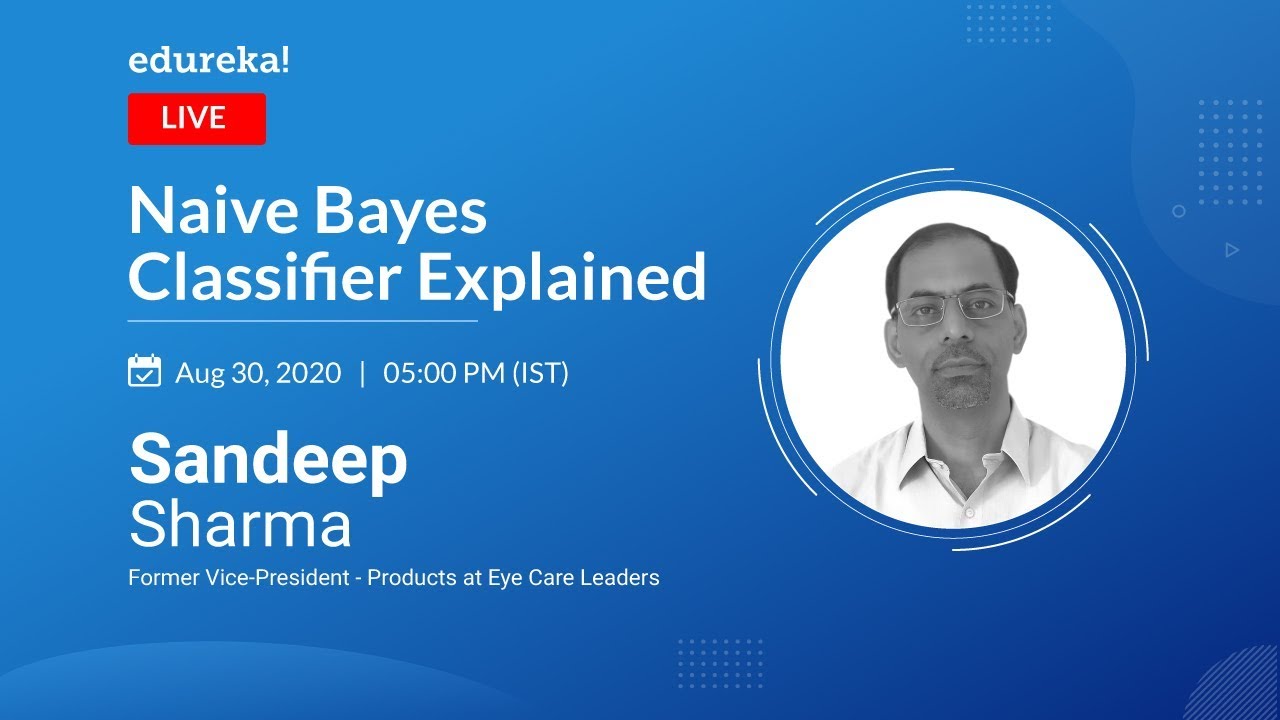 edureka!
LIVE
Naive Bayes
Classifier Explained
Aug 30, 2020 | 05:00 PM (IST)
Sandeep
Sharma
Former Vice-President - Products at Eye Care Leaders